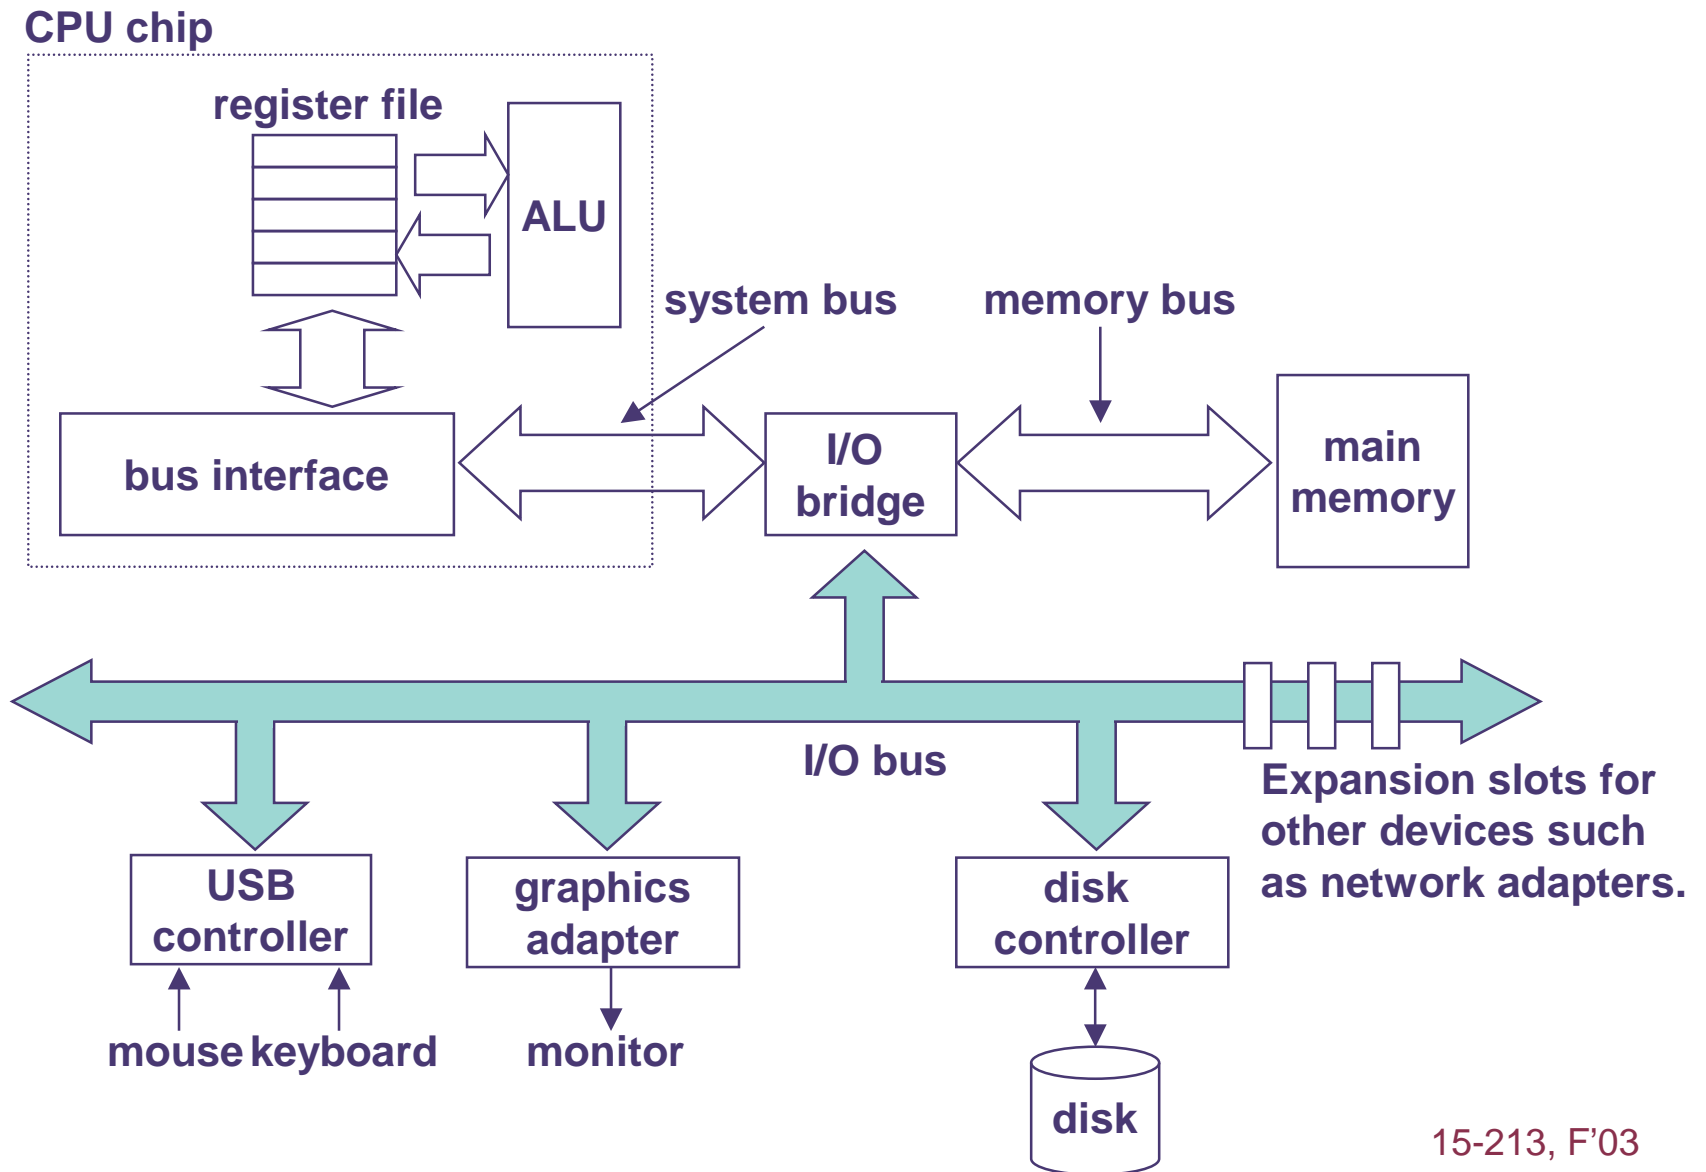 CPU chip
register file
ALU
system bus
memory bus
bus interface
I/O
bridge
main
memory
I/O bus
Expansion slots for
other devices such
as network adapters.
USB
controller
graphics
adapter
disk
controller
mouse
keyboard
monitor
disk
15-213, F’03